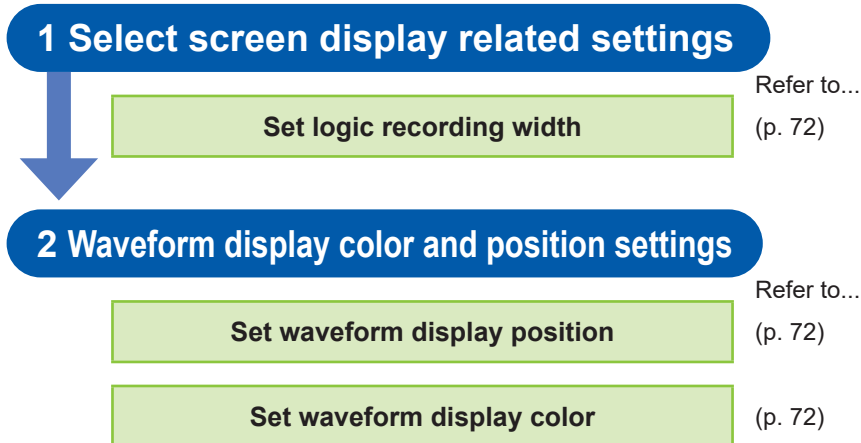 1 Select screen display related settings
Refer to...
Set logic recording width
(p. 72)
2 Waveform display color and position settings
Refer to...
Set waveform display position
(p. 72)
Set waveform display color
(p. 72)